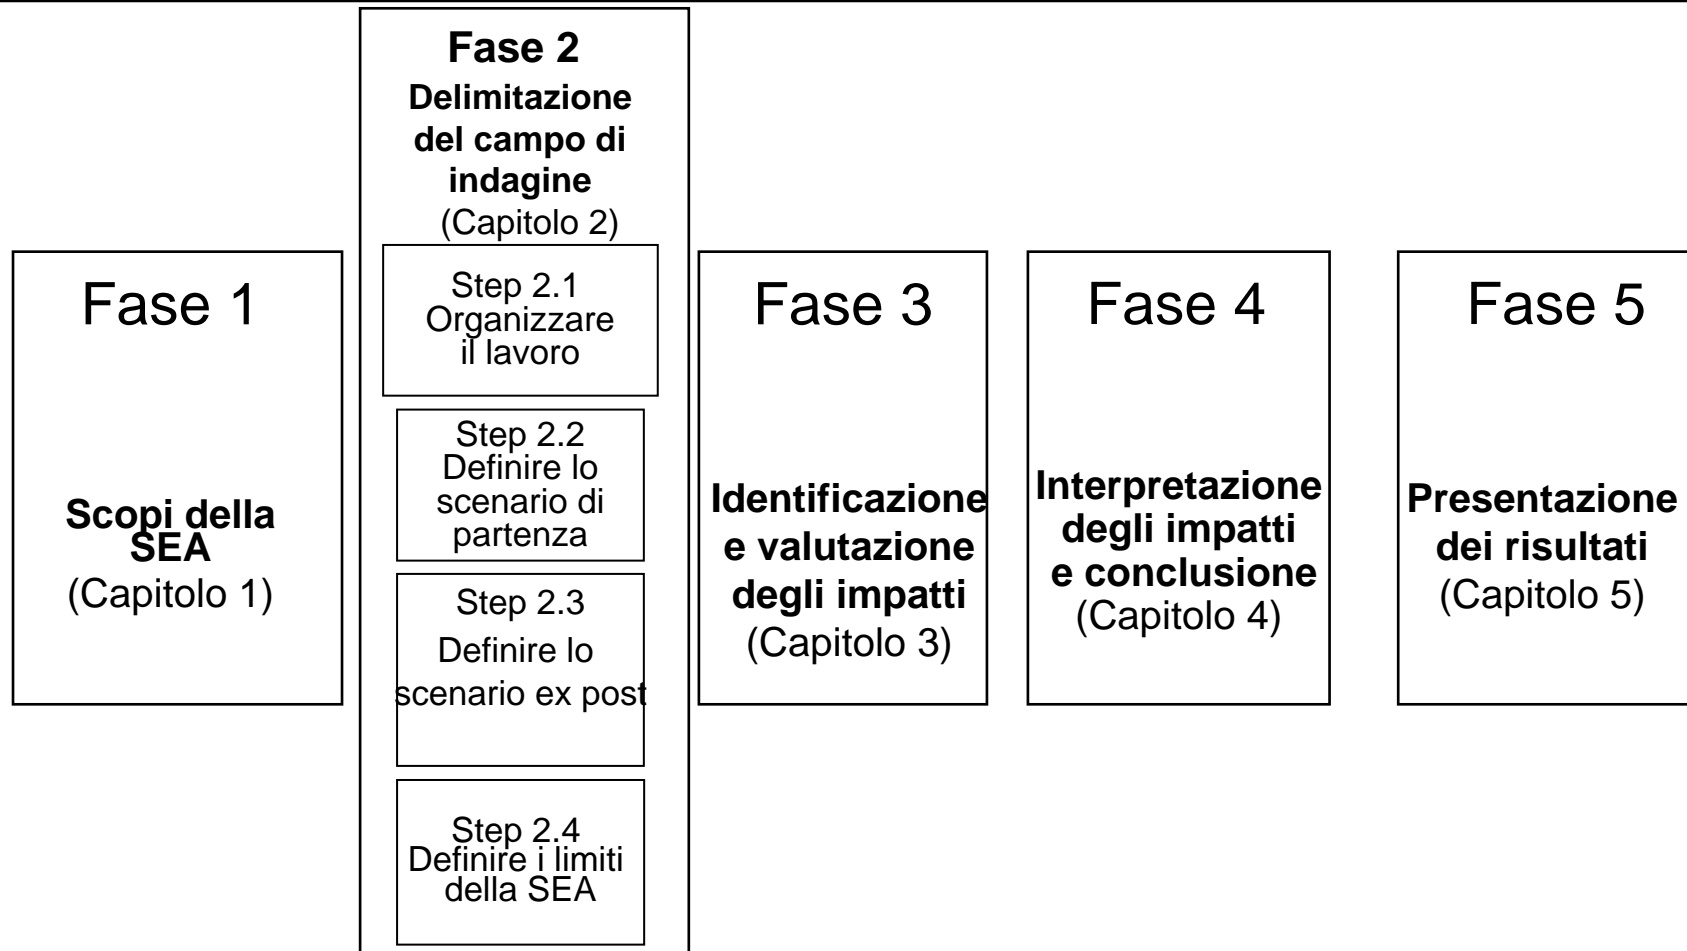 Fase 1
Scopi della
SEA
(Capitolo 1)
Fase 2
Delimitazione
del campo di
indagine
(Capitolo 2)
Step 2.1
Organizzare
il lavoro
Step 2.2
Definire lo
scenario di
partenza
Step 2.3
Definire lo
scenario ex post
Step 2.4
Definire i limiti
della SEA
Fase 3
Identificazione
e valutazione
degli impatti
(Capitolo 3)
Fase 4
Interpretazione
degli impatti
e conclusione
(Capitolo 4)
Fase 5
Presentazione
dei risultati
(Capitolo 5)